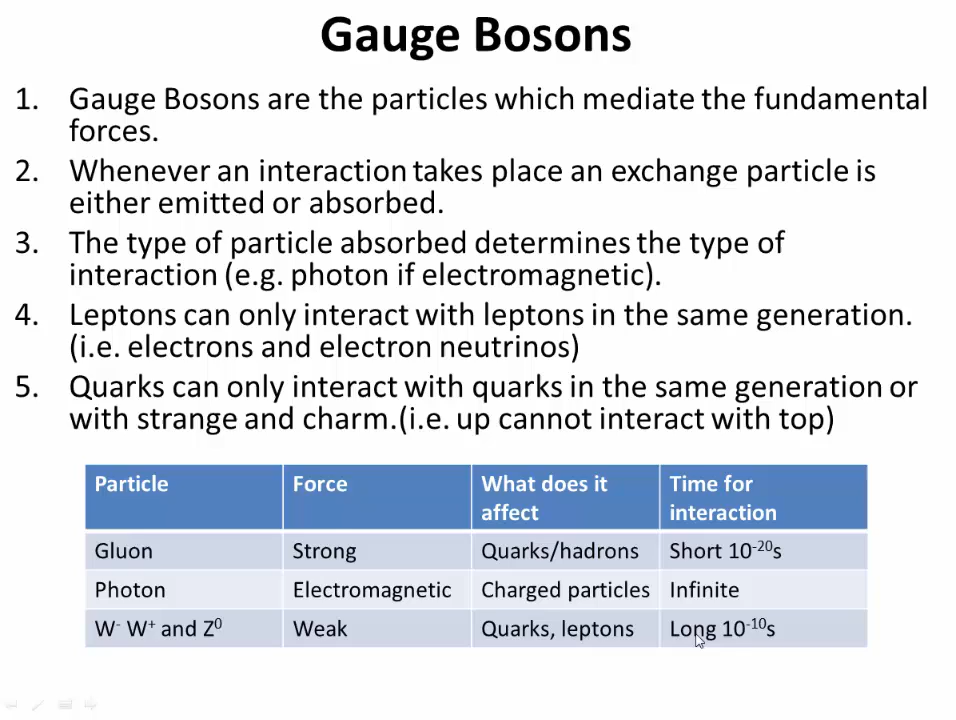 Gauge Bosons
1. Gauge Bosons are the particles which mediate the fundamental
forces.
2. Whenever an interaction takes place an exchange particle is
either emitted or absorbed.
3. The type of particle absorbed determines the type of
interaction (e.g. photon if electromagnetic).
4. Leptons can only interact with leptons in the same generation.
(i.e. electrons and electron neutrinos)
5. Quarks can only interact with quarks in the same generation or
with strange and charm.(i.e. up cannot interact with top)
Particle Force What does it affect Time for interaction
Gluon Strong Quarks/hadrons Short 10⁻²⁰s
Photon Electromagnetic Charged particles Infinite
W⁻ W⁺ and Z⁰ Weak Quarks, leptons Long 10⁻¹⁰s